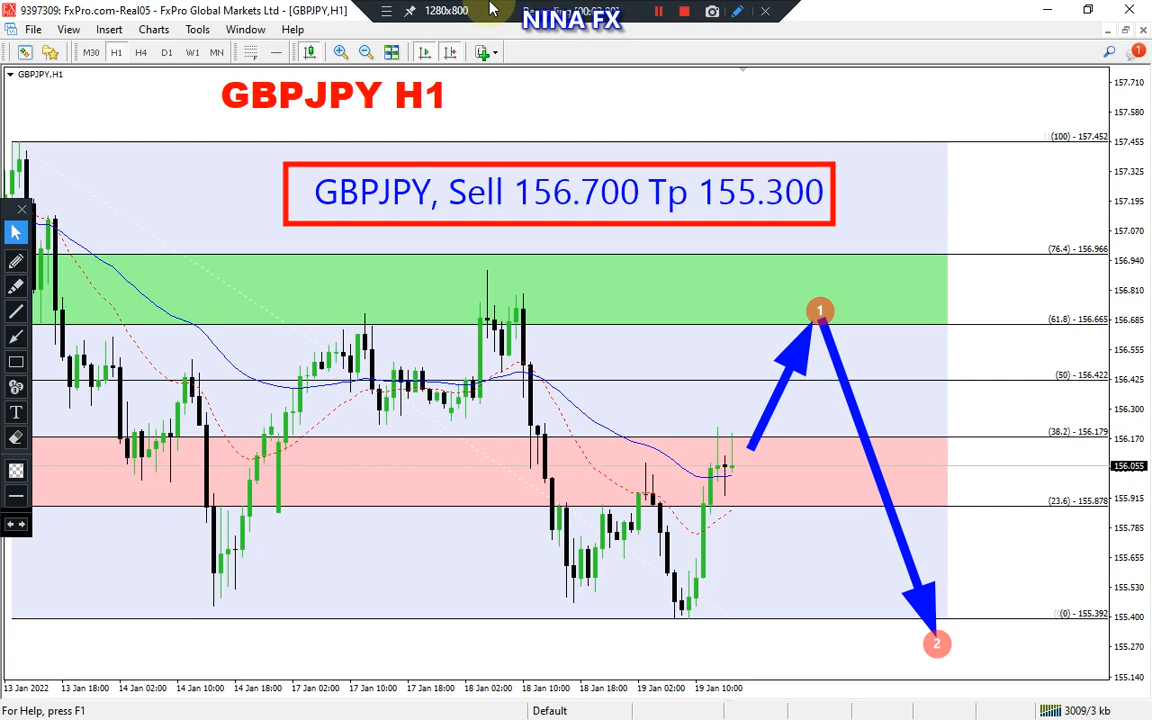 9397309: FxPro.com-Real05 - FxPro Global Markets Ltd - [GBPJPY,H1]
1280x800
NINA FX
File View Insert Charts Tools Window Help
M30 H1 H4 D1 W1 MN
1
GBPJPY,H1
GBPJPY H1
GBPJPY, Sell 156.700 Tp 155.300
157.710
157.580
(100) - 157.452
157.455
157.325
157.195
157.070
(76.4) - 156.966
156.940
156.810
1
(61.8) - 156.665
156.685
156.555
(50) - 156.422
156.425
156.300
(38.2) - 156.179
156.170
156.055
(23.6) - 155.878
155.915
155.785
155.655
155.530
(0) - 155.392
155.400
2
155.270
155.140
13 Jan 2022 13 Jan 18:00 14 Jan 02:00 14 Jan 10:00 14 Jan 18:00 17 Jan 02:00 17 Jan 10:00 17 Jan 18:00 18 Jan 02:00 18 Jan 10:00 18 Jan 18:00 19 Jan 02:00 19 Jan 10:00
For Help, press F1
Default
3009/3 kb